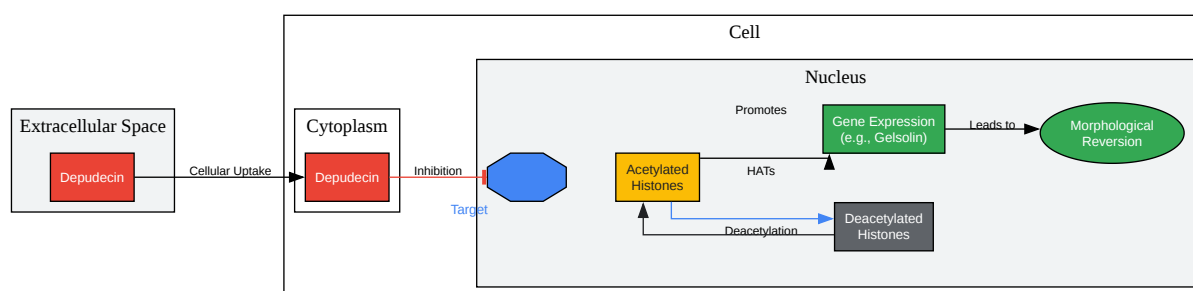 Cell
Nucleus
Extracellular Space
Depudecin
Cellular Uptake
Cytoplasm
Depudecin
Inhibition
Target
Acetylated
Histones
Promotes
HATs
Gene Expression
(e.g., Gelsolin)
Leads to
Morphological
Reversion
Deacetylation
Deacetylated
Histones